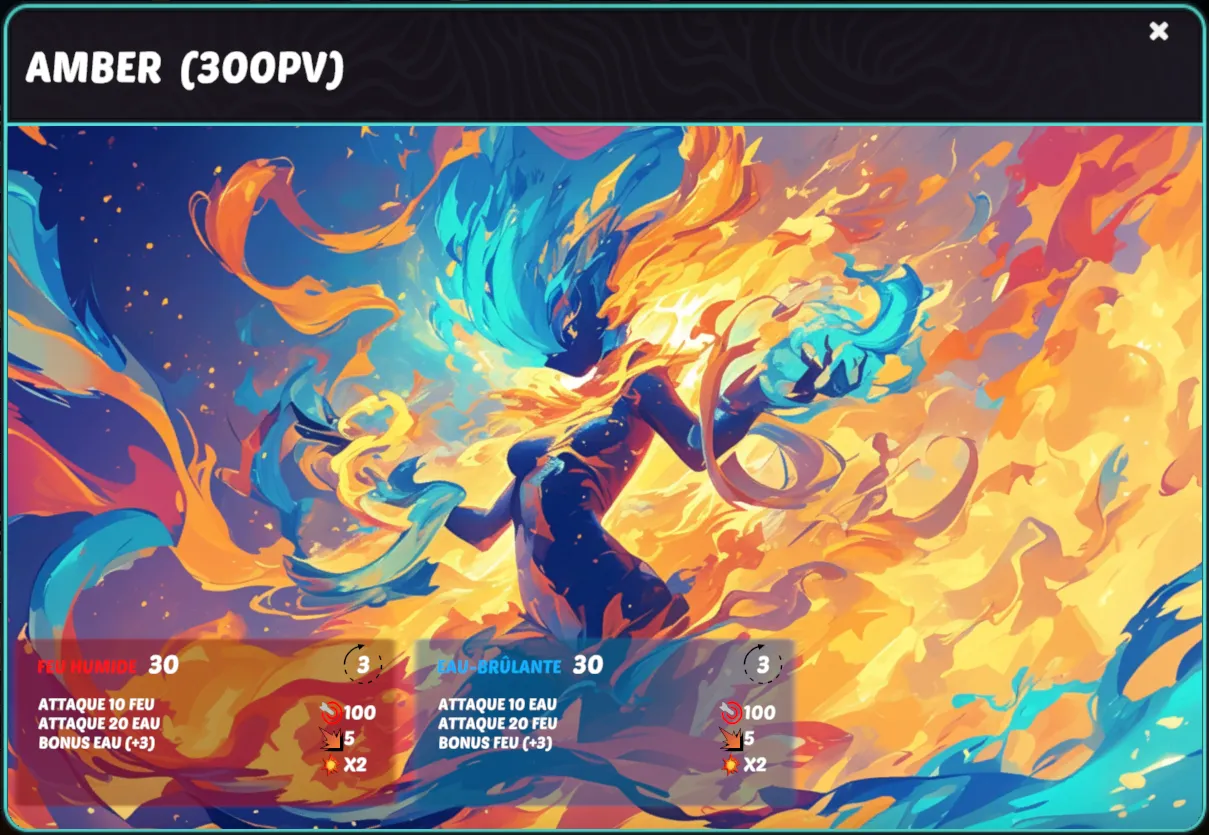 AMBER (300PV)
FEU HUMIDE 30 3
ATTAQUE 10 FEU
ATTAQUE 20 EAU
BONUS EAU (+3)
100
5
X2
EAU-BRÛLANTE 30 3
ATTAQUE 10 EAU
ATTAQUE 20 FEU
BONUS FEU (+3)
100
5
X2